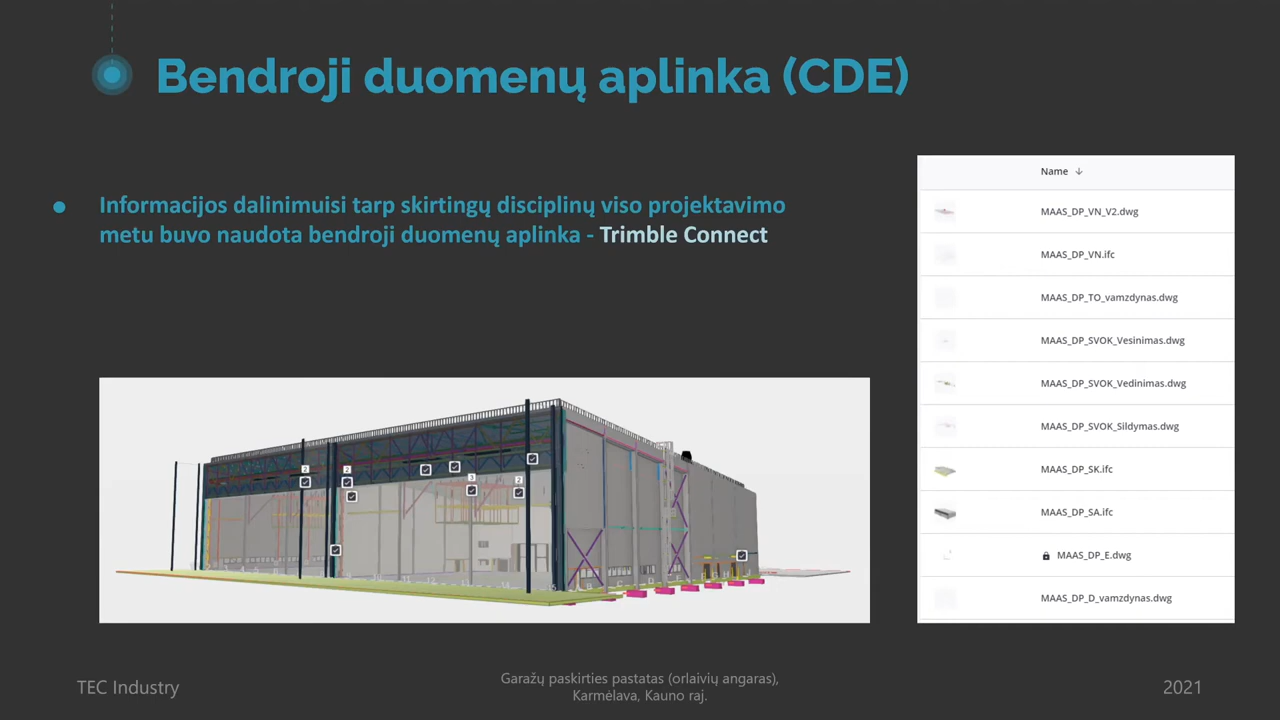 Bendroji duomenų aplinka (CDE)
Informacijos dalinimuisi tarp skirtingų disciplinų viso projektavimo
metu buvo naudota bendroji duomenų aplinka - Trimble Connect
Name
MAAS_DP_VN_V2.dwg
MAAS_DP_VN.ifc
MAAS_DP_TO_vamzdynas.dwg
MAAS_DP_SVOK_Vesinimas.dwg
MAAS_DP_SVOK_Vedinimas.dwg
MAAS_DP_SVOK_Sildymas.dwg
MAAS_DP_SK.ifc
MAAS_DP_SA.ifc
MAAS_DP_E.dwg
MAAS_DP_D_vamzdynas.dwg
TEC Industry
Garažų paskirties pastatas (orlaivių angaras),
Karmėlava, Kauno raj.
2021